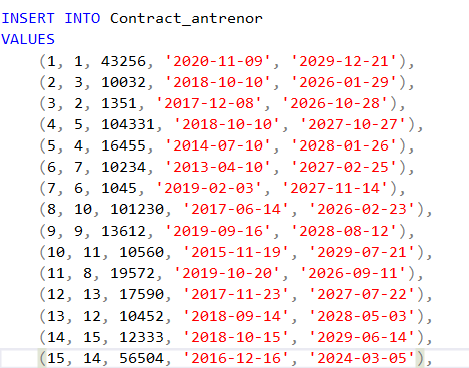 INSERT INTO Contract_antrenor
VALUES
(1, 1, 43256, '2020-11-09', '2029-12-21'),
(2, 3, 10032, '2018-10-10', '2026-01-29'),
(3, 2, 1351, '2017-12-08', '2026-10-28'),
(4, 5, 104331, '2018-10-10', '2027-10-27'),
(5, 4, 16455, '2014-07-10', '2028-01-26'),
(6, 7, 10234, '2013-04-10', '2027-02-25'),
(7, 6, 1045, '2019-02-03', '2027-11-14'),
(8, 10, 101230, '2017-06-14', '2026-02-23'),
(9, 9, 13612, '2019-09-16', '2028-08-12'),
(10, 11, 10560, '2015-11-19', '2029-07-21'),
(11, 8, 19572, '2019-10-20', '2026-09-11'),
(12, 13, 17590, '2017-11-23', '2027-07-22'),
(13, 12, 10452, '2018-09-14', '2028-05-03'),
(14, 15, 12333, '2018-10-15', '2029-06-14'),
(15, 14, 56504, '2016-12-16', '2024-03-05'),